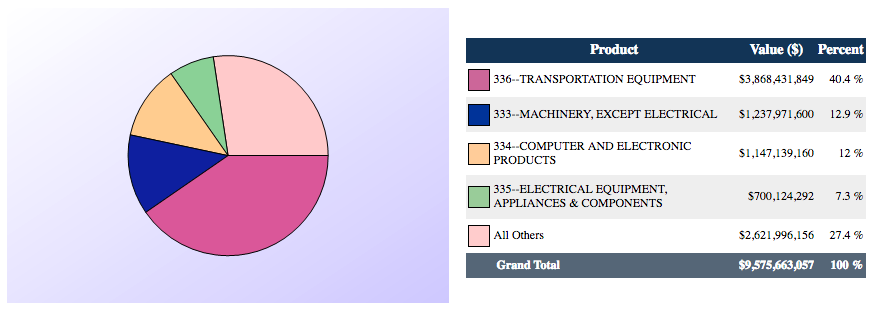 Product Value ($) Percent
336--TRANSPORTATION EQUIPMENT $3,868,431,849 40.4 %
333--MACHINERY, EXCEPT ELECTRICAL $1,237,971,600 12.9 %
334--COMPUTER AND ELECTRONIC
PRODUCTS $1,147,139,160 12 %
335--ELECTRICAL EQUIPMENT,
APPLIANCES & COMPONENTS $700,124,292 7.3 %
All Others $2,621,996,156 27.4 %
Grand Total $9,575,663,057 100 %